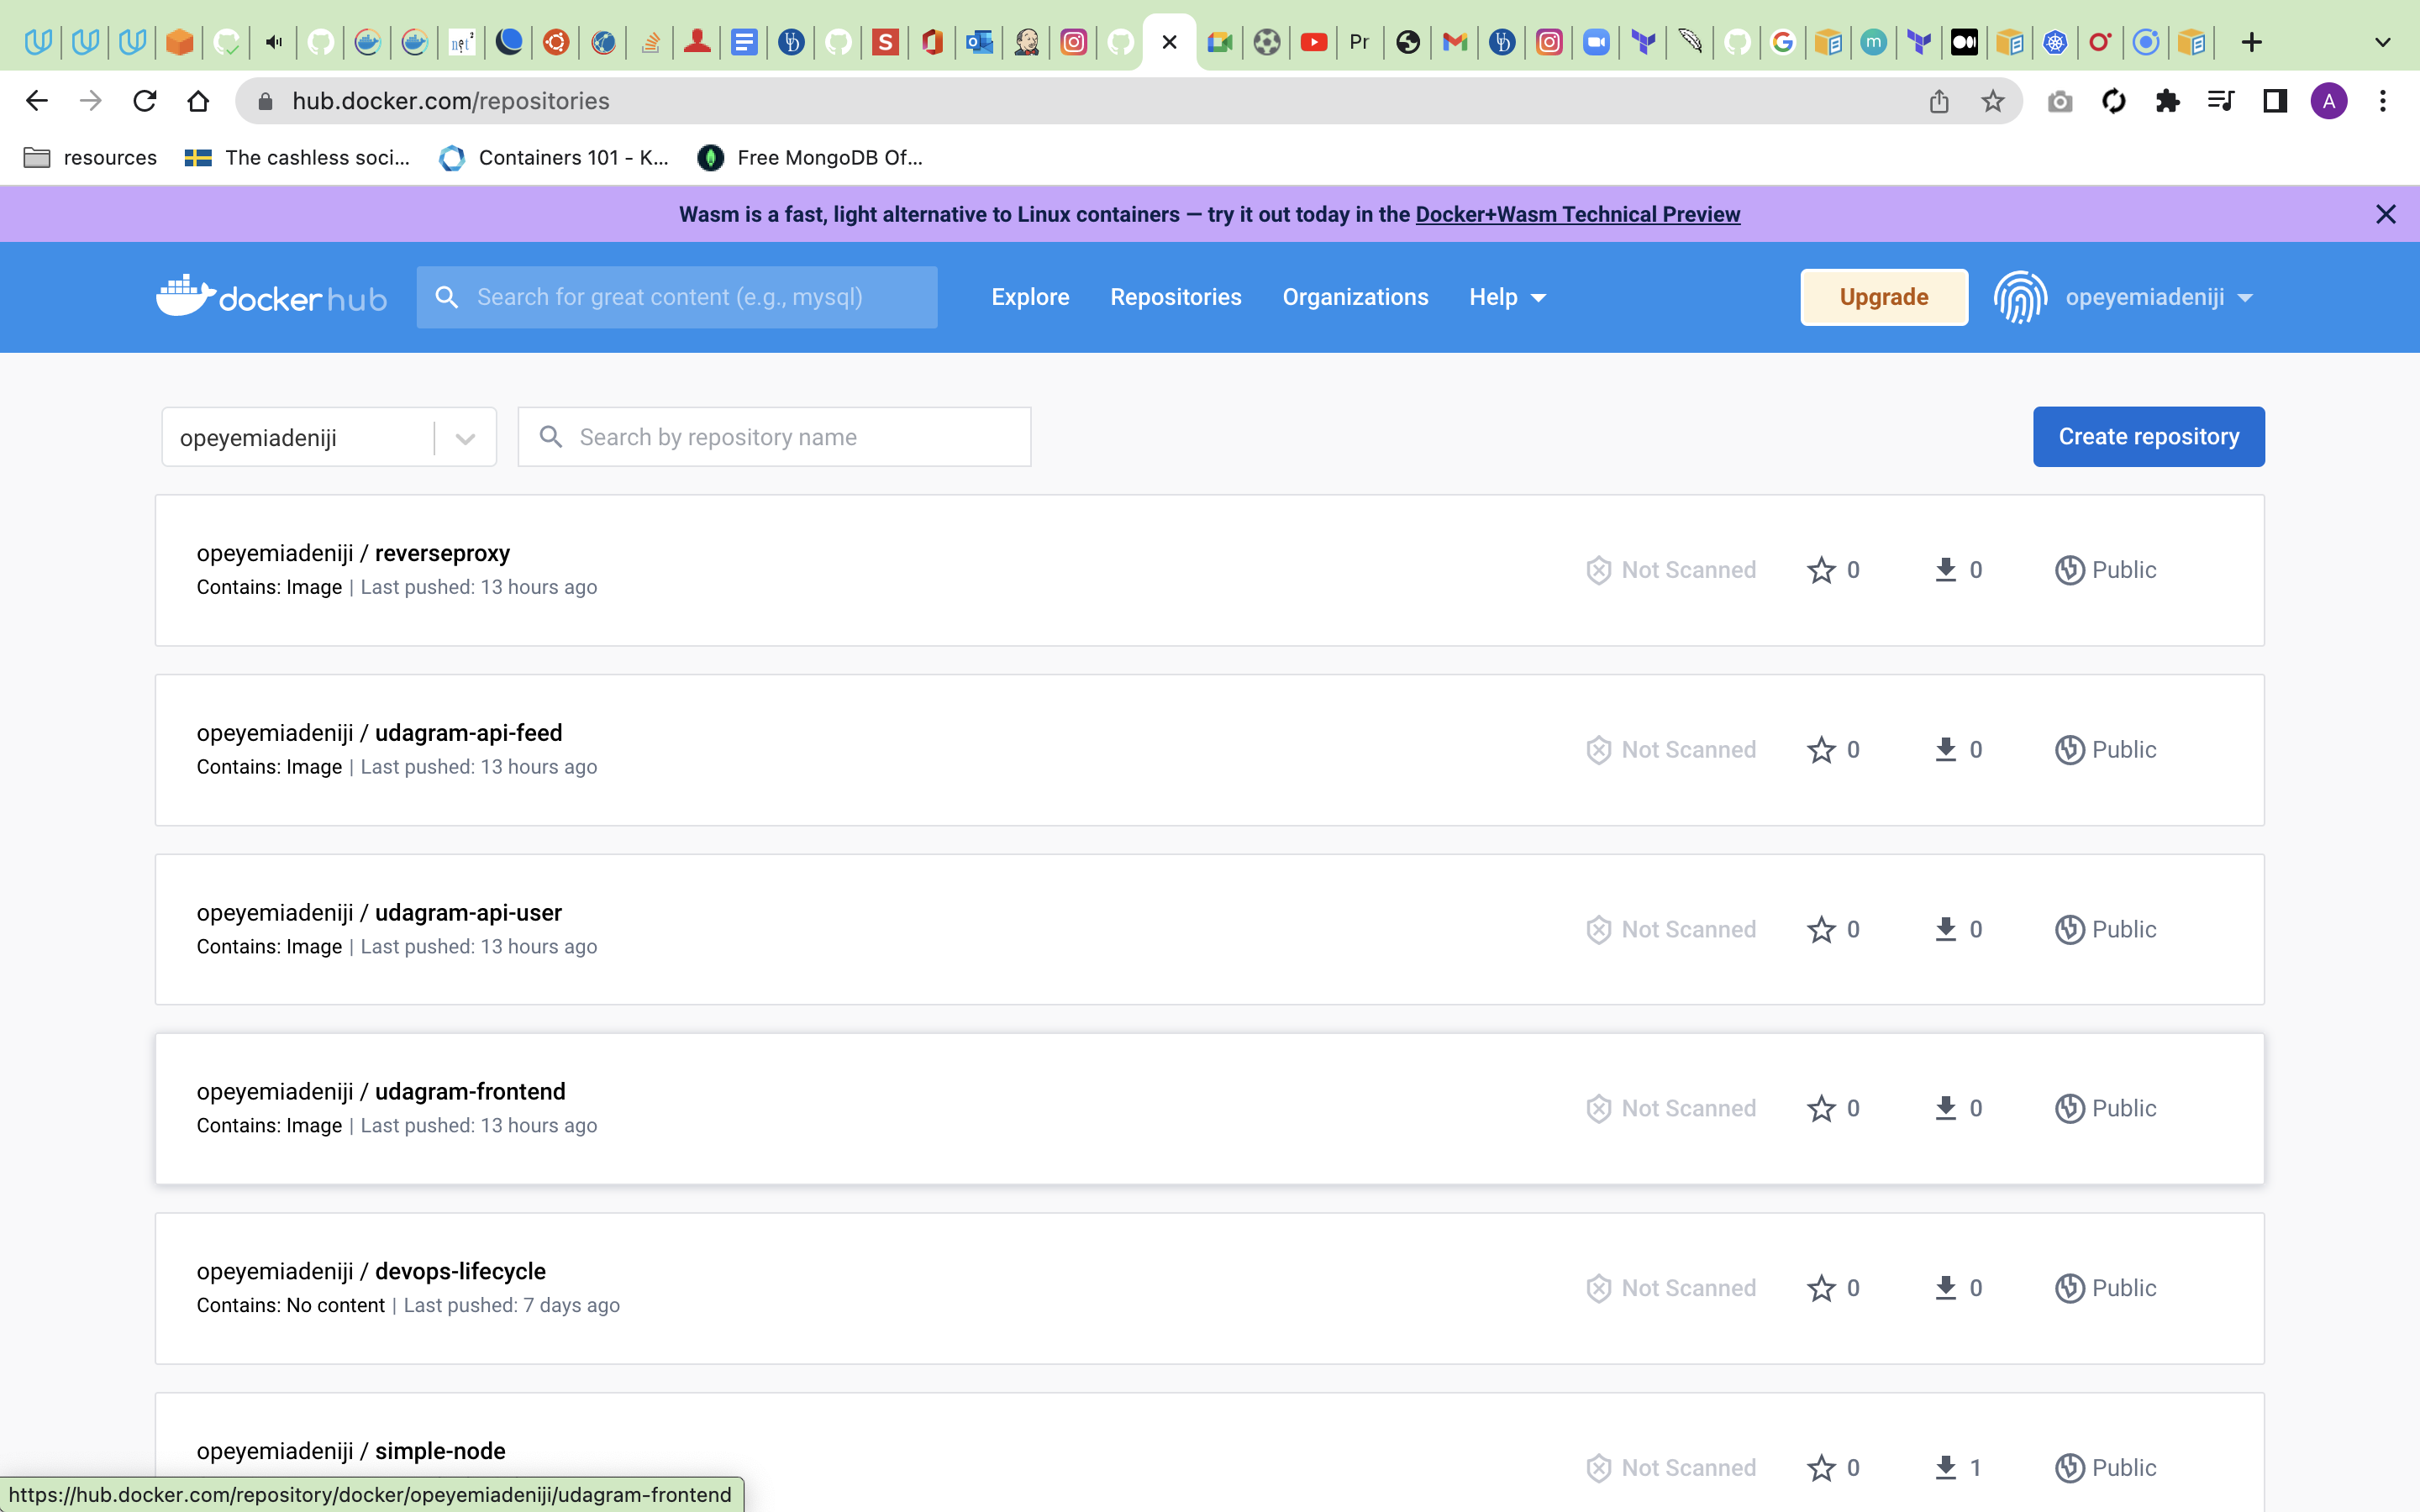 Pr
hub.docker.com/repositories
A
resources
The cashless soci...
Containers 101 - K...
Free MongoDB Of...
Wasm is a fast, light alternative to Linux containers — try it out today in the Docker+Wasm Technical Preview
docker hub
Search for great content (e.g., mysql)
Explore
Repositories
Organizations
Help
Upgrade
opeyemiadeniji
opeyemiadeniji
Search by repository name
Create repository
opeyemiadeniji / reverseproxy
Contains: Image | Last pushed: 13 hours ago
Not Scanned
0
0
Public
opeyemiadeniji / udagram-api-feed
Contains: Image | Last pushed: 13 hours ago
Not Scanned
0
0
Public
opeyemiadeniji / udagram-api-user
Contains: Image | Last pushed: 13 hours ago
Not Scanned
0
0
Public
opeyemiadeniji / udagram-frontend
Contains: Image | Last pushed: 13 hours ago
Not Scanned
0
0
Public
opeyemiadeniji / devops-lifecycle
Contains: No content | Last pushed: 7 days ago
Not Scanned
0
0
Public
opeyemiadeniji / simple-node
Not Scanned
0
1
Public
https://hub.docker.com/repository/docker/opeyemiadeniji/udagram-frontend